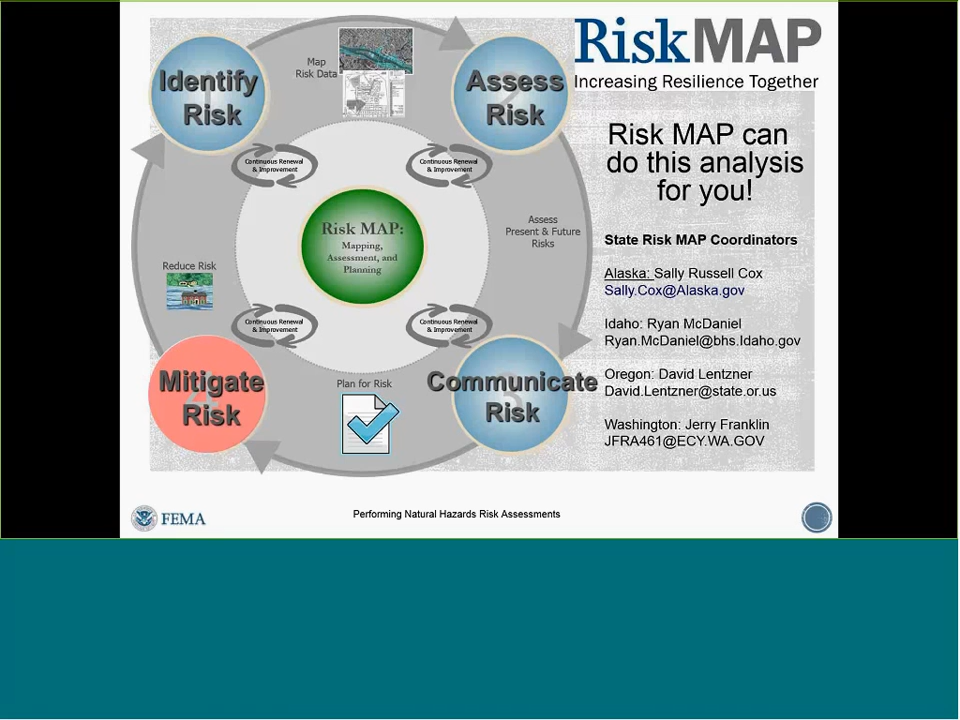 Identify
Risk
Map
Risk Data
Assess
Risk
RiskMAP
Increasing Resilience Together
Risk MAP can
do this analysis
for you!
Continuous Renewal
& Improvement
Continuous Renewal
& Improvement
Risk MAP:
Mapping,
Assessment, and
Planning
Assess
Present & Future
Risks
Reduce Risk
Continuous Renewal
& Improvement
Continuous Renewal
& Improvement
Mitigate
Risk
Plan for Risk
Communicate
Risk
State Risk MAP Coordinators
Alaska: Sally Russell Cox
Sally.Cox@Alaska.gov
Idaho: Ryan McDaniel
Ryan.McDaniel@bhs.Idaho.gov
Oregon: David Lentzner
David.Lentzner@state.or.us
Washington: Jerry Franklin
JFRA461@ECY.WA.GOV
FEMA
Performing Natural Hazards Risk Assessments